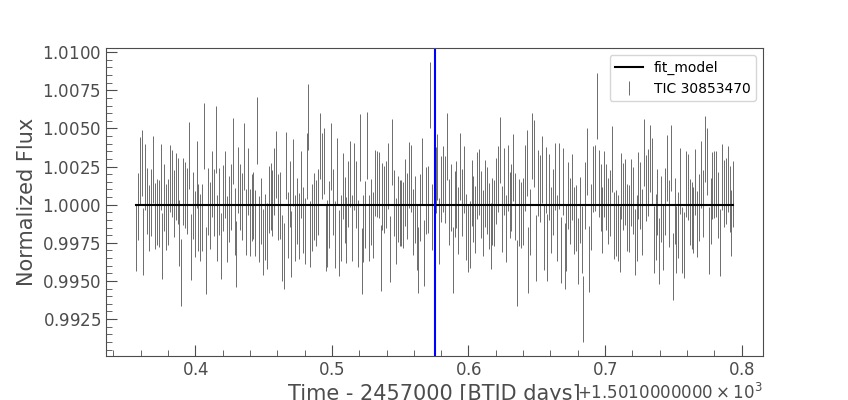 1.0100
1.0075
1.0050
1.0025
1.0000
0.9975
0.9950
0.9925
Normalized Flux
fit_model
TIC 30853470
0.4 0.5 0.6 0.7 0.8
Time - 2457000 [BTJD days]
+1.5010000000 × 10³